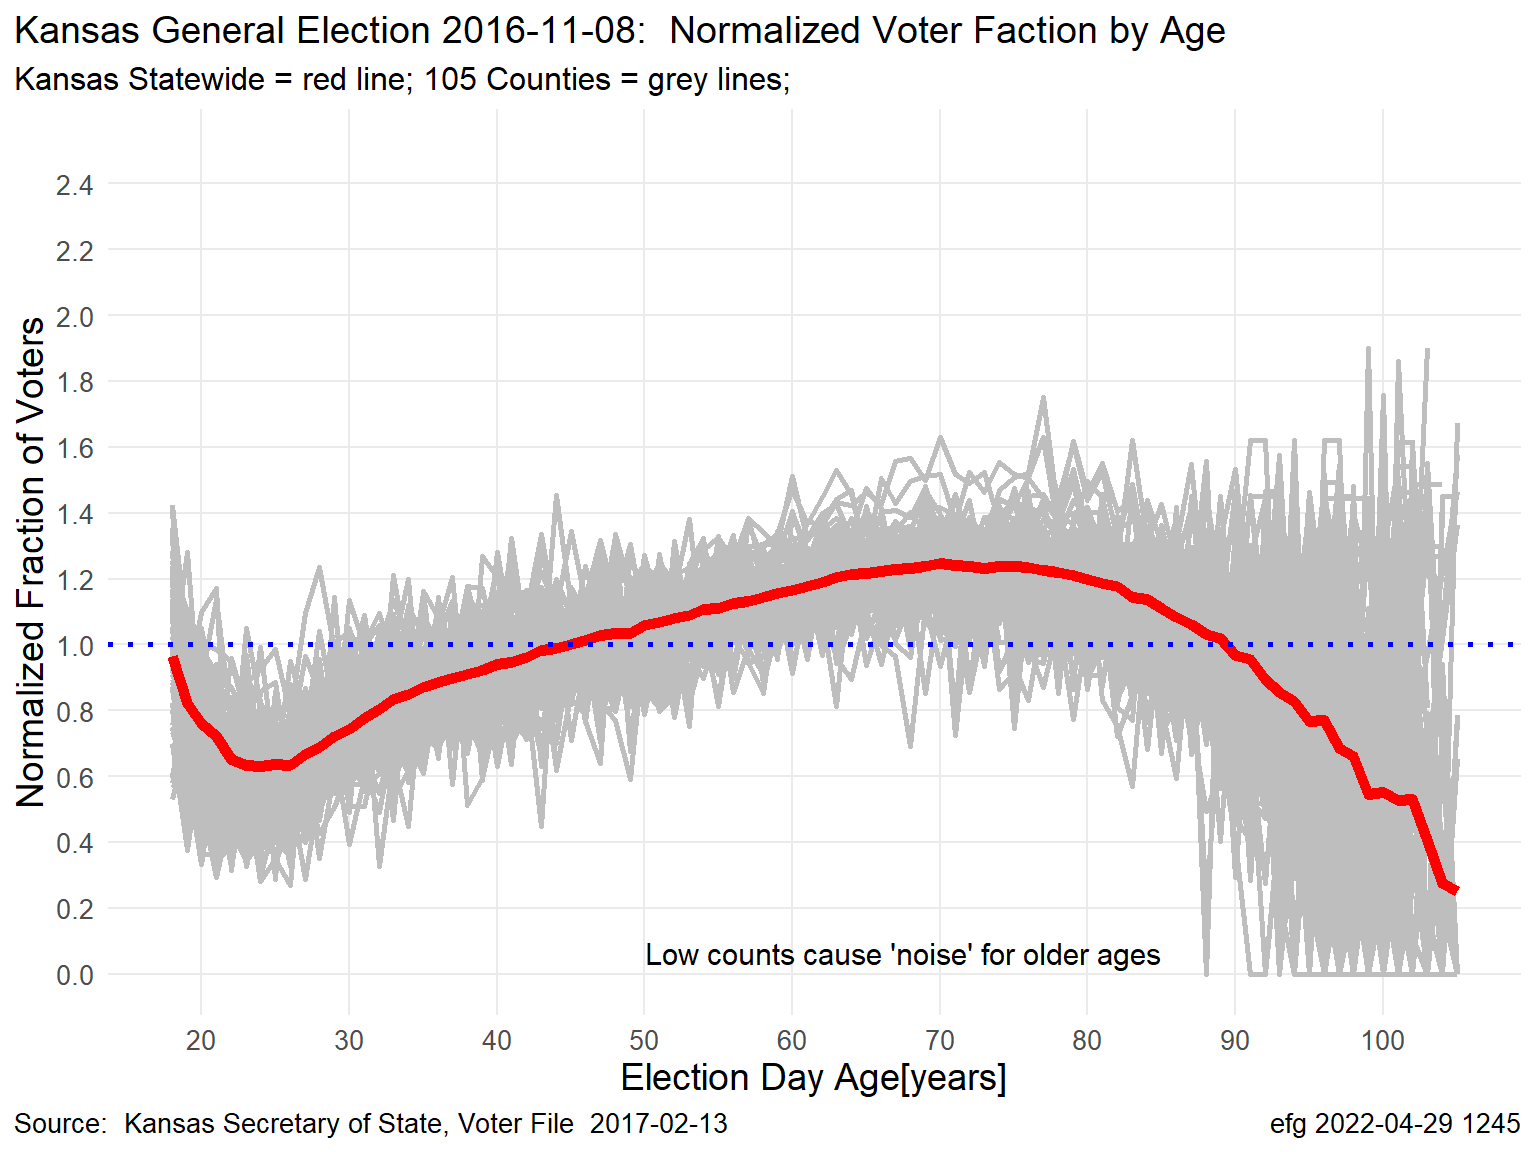 Kansas General Election 2016-11-08:  Normalized Voter Faction by Age
Kansas Statewide = red line; 105 Counties = grey lines;
Normalized Fraction of Voters
2.4
2.2
2.0
1.8
1.6
1.4
1.2
1.0
0.8
0.6
0.4
0.2
0.0
Low counts cause 'noise' for older ages
20 30 40 50 60 70 80 90 100
Election Day Age[years]
Source:  Kansas Secretary of State, Voter File  2017-02-13
efg 2022-04-29 1245